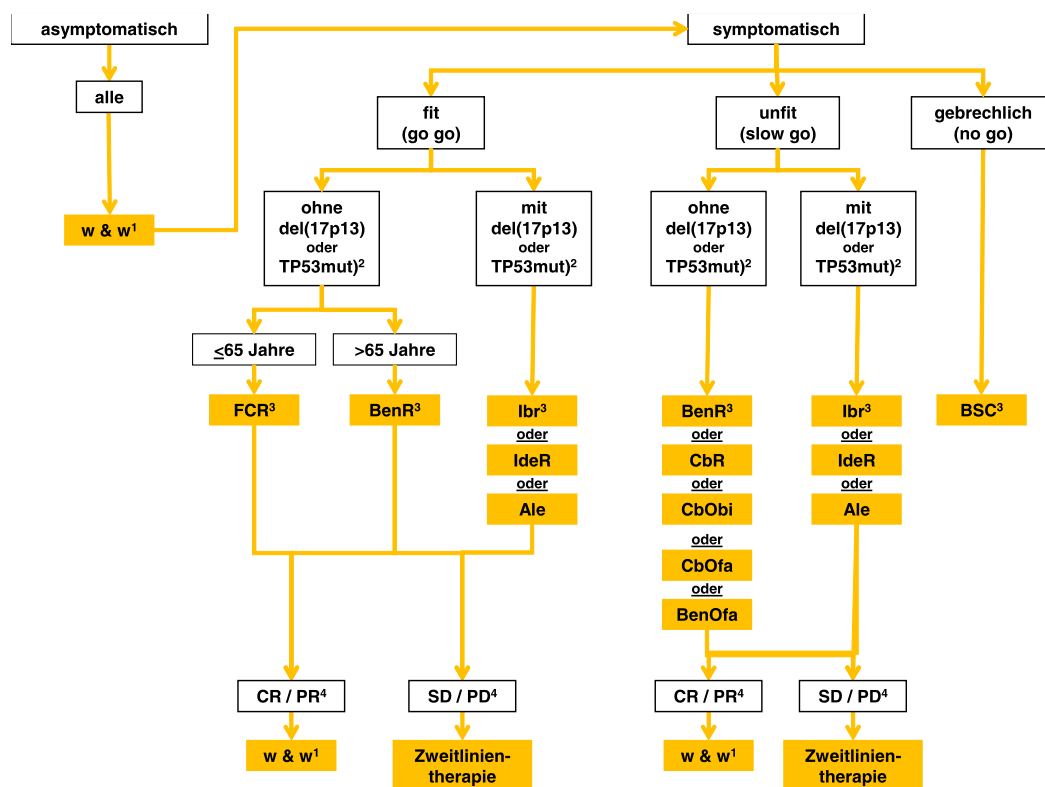 asymptomatisch
symptomatisch
alle
fit
(go go)
unfit
(slow go)
gebrechlich
(no go)
w & w¹
ohne
del(17p13)
oder
TP53mut)²
mit
del(17p13)
oder
TP53mut)²
ohne
del(17p13)
oder
TP53mut)²
mit
del(17p13)
oder
TP53mut)²
≤65 Jahre
>65 Jahre
FCR³
BenR³
Ibr³
oder
IdeR
oder
Ale
BenR³
oder
CbR
oder
CbObi
oder
CbOfa
oder
BenOfa
Ibr³
oder
IdeR
oder
Ale
BSC³
CR / PR⁴
SD / PD⁴
CR / PR⁴
SD / PD⁴
w & w¹
Zweitlinien-
therapie
w & w¹
Zweitlinien-
therapie